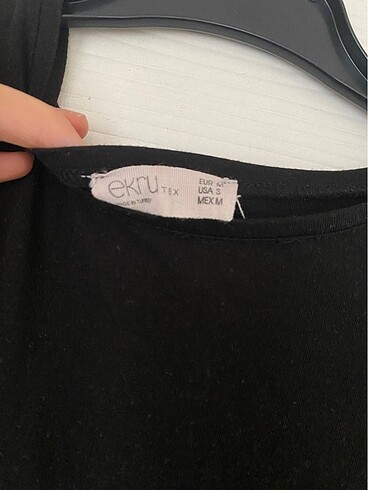 ekru TEX
MADE IN TURKEY
EUR M
USA S
MEX M